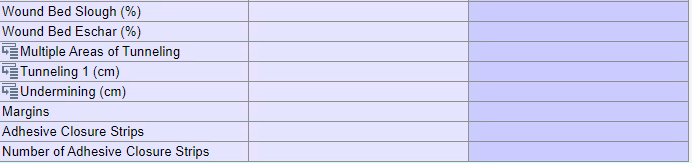 Wound Bed Slough (%)
Wound Bed Eschar (%)
Multiple Areas of Tunneling
Tunneling 1 (cm)
Undermining (cm)
Margins
Adhesive Closure Strips
Number of Adhesive Closure Strips